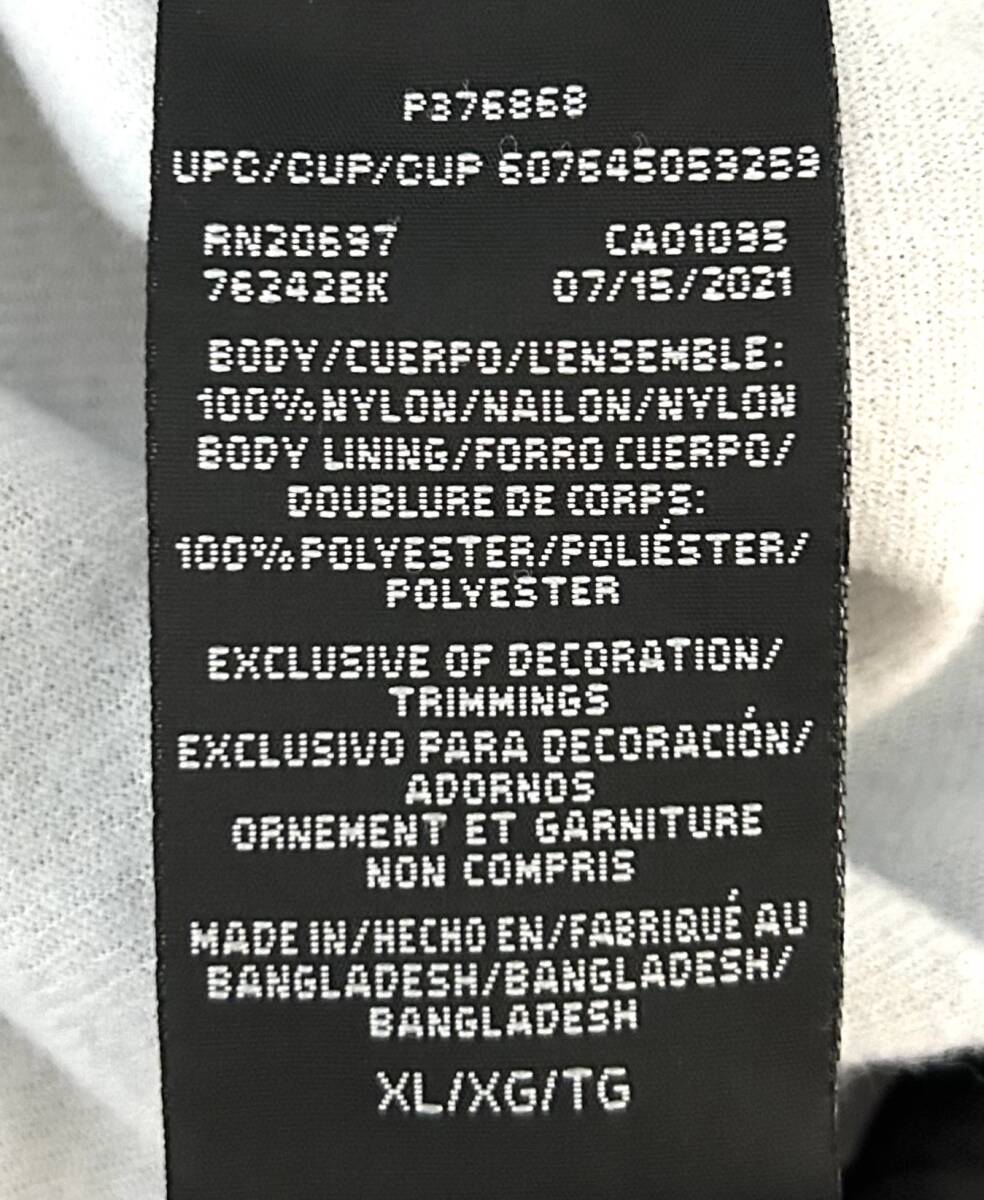 P376868
UPC/CUP/CUP 607645059259
RN20697 CA01095
76242BK 07/15/2021
BODY/CUERPO/L'ENSEMBLE:
100%NYLON/NAILON/NYLON
BODY LINING/FORRO CUERPO/
DOUBLURE DE CORPS:
100%POLYESTER/POLIÉSTER/
POLYESTER
EXCLUSIVE OF DECORATION/
TRIMMINGS
EXCLUSIVO PARA DECORACIÓN/
ADORNOS
ORNEMENT ET GARNITURE
NON COMPRIS
MADE IN/HECHO EN/FABRIQUÉ AU
BANGLADESH/BANGLADESH/
BANGLADESH
XL/XG/TG